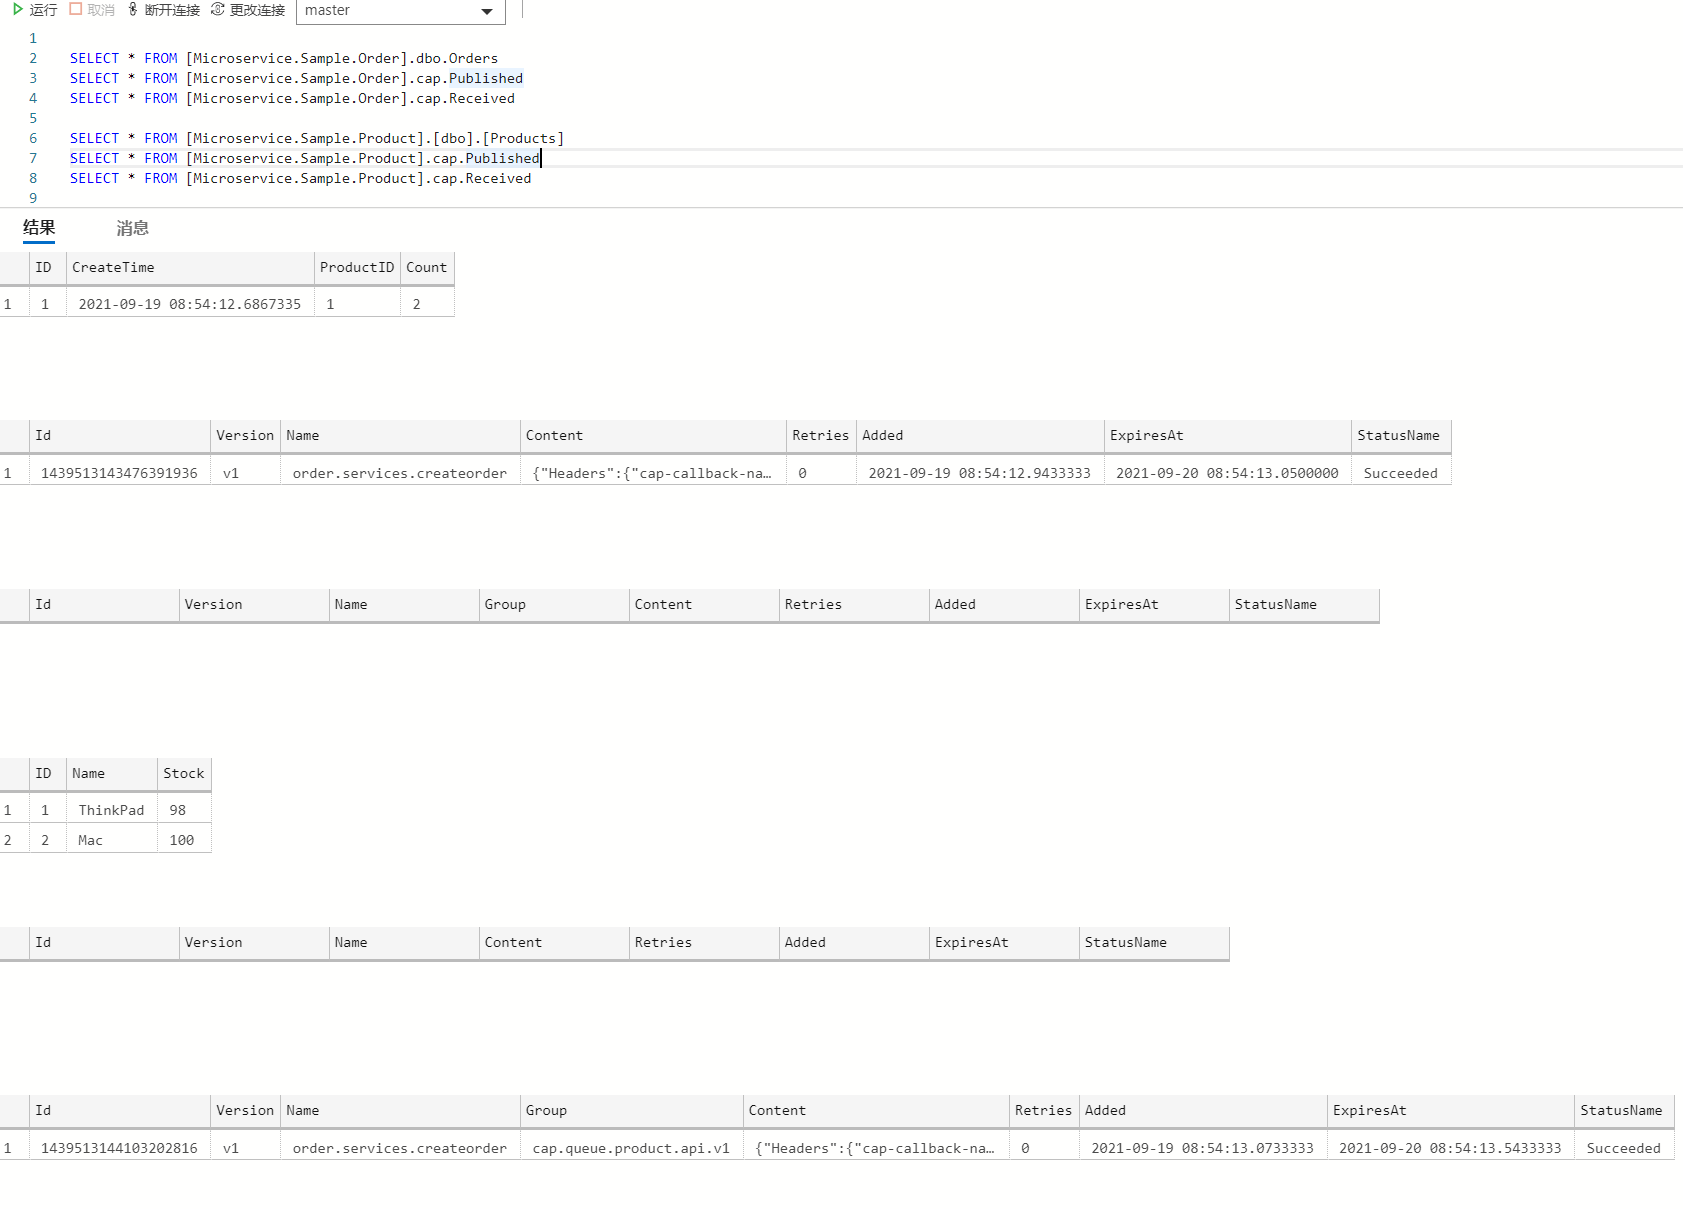 运行 取消 断开连接 更改连接 master
1
2 SELECT * FROM [Microservice.Sample.Order].dbo.Orders
3 SELECT * FROM [Microservice.Sample.Order].cap.Published
4 SELECT * FROM [Microservice.Sample.Order].cap.Received
5
6 SELECT * FROM [Microservice.Sample.Product].[dbo].[Products]
7 SELECT * FROM [Microservice.Sample.Product].cap.Published
8 SELECT * FROM [Microservice.Sample.Product].cap.Received
9
结果 消息
ID CreateTime ProductID Count
1 1 2021-09-19 08:54:12.6867335 1 2
Id Version Name Content Retries Added ExpiresAt StatusName
1 1439513143476391936 v1 order.services.createorder {"Headers":{"cap-callback-na… 0 2021-09-19 08:54:12.9433333 2021-09-20 08:54:13.0500000 Succeeded
Id Version Name Group Content Retries Added ExpiresAt StatusName
ID Name Stock
1 1 ThinkPad 98
2 2 Mac 100
Id Version Name Content Retries Added ExpiresAt StatusName
Id Version Name Group Content Retries Added ExpiresAt StatusName
1 1439513144103202816 v1 order.services.createorder cap.queue.product.api.v1 {"Headers":{"cap-callback-na… 0 2021-09-19 08:54:13.0733333 2021-09-20 08:54:13.5433333 Succeeded